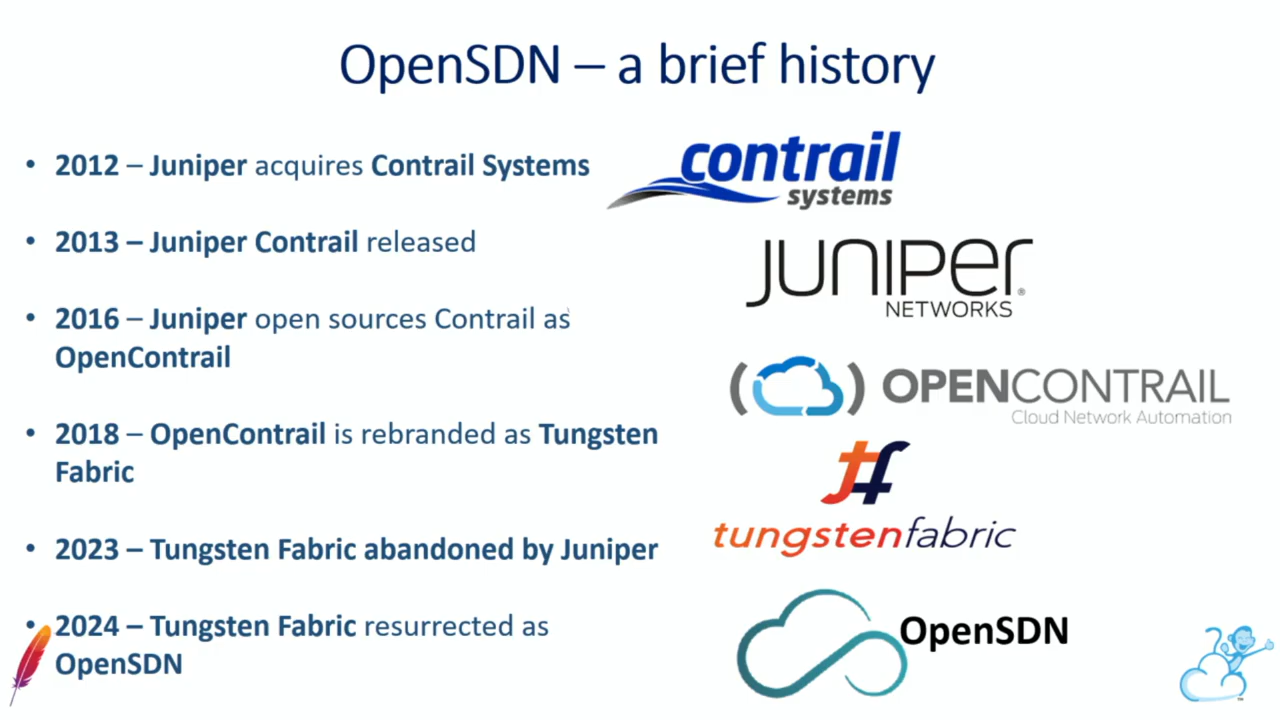 OpenSDN – a brief history
• 2012 – Juniper acquires Contrail Systems
• 2013 – Juniper Contrail released
• 2016 – Juniper open sources Contrail as
OpenContrail
• 2018 – OpenContrail is rebranded as Tungsten
Fabric
• 2023 – Tungsten Fabric abandoned by Juniper
• 2024 – Tungsten Fabric resurrected as
OpenSDN
contrail
systems
JUNIPer®
NETWORKS
OPENCONTRAIL
Cloud Network Automation
tf
tungstenfabric
OpenSDN